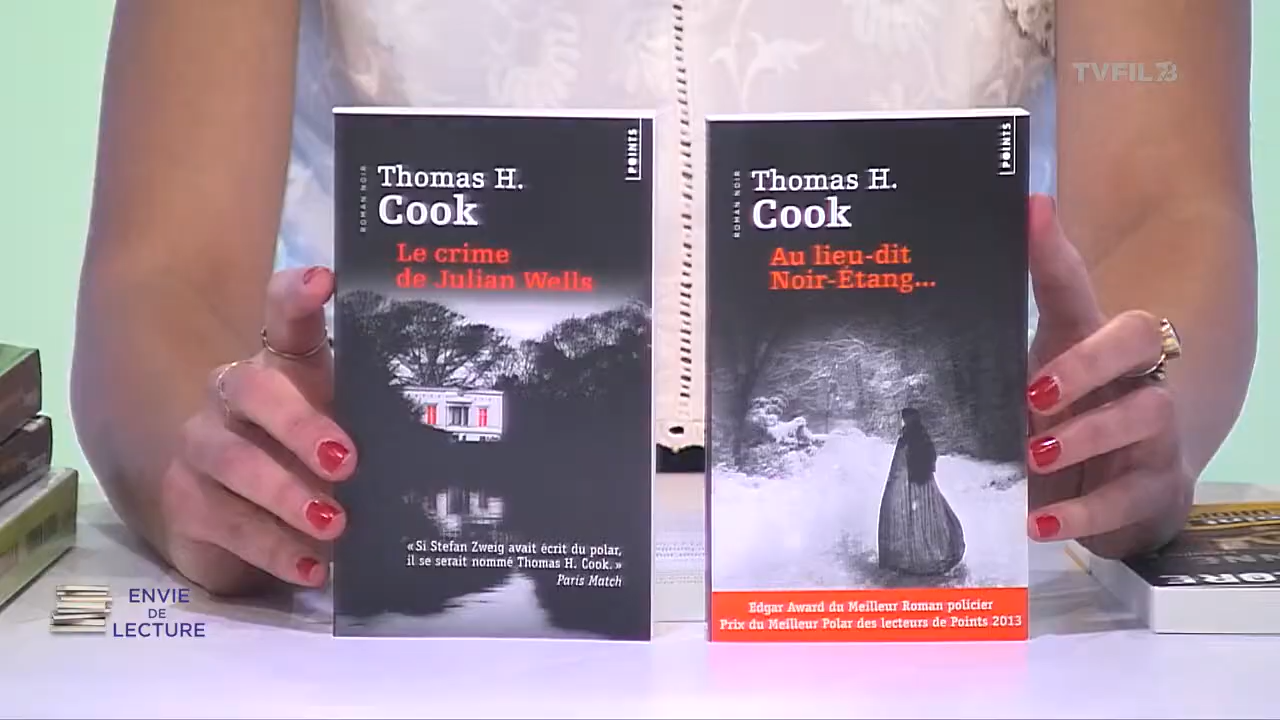 TVFIL78
POINTS
ROMAN NOIR
Thomas H.
Cook
Le crime
de Julian Wells
«Si Stefan Zweig avait écrit du polar,
il se serait nommé Thomas H. Cook.»
Paris Match
POINTS
ROMAN NOIR
Thomas H.
Cook
Au lieu-dit
Noir-Étang...
Edgar Award du Meilleur Roman policier
Prix du Meilleur Polar des lecteurs de Points 2013
ENVIE
DE
LECTURE